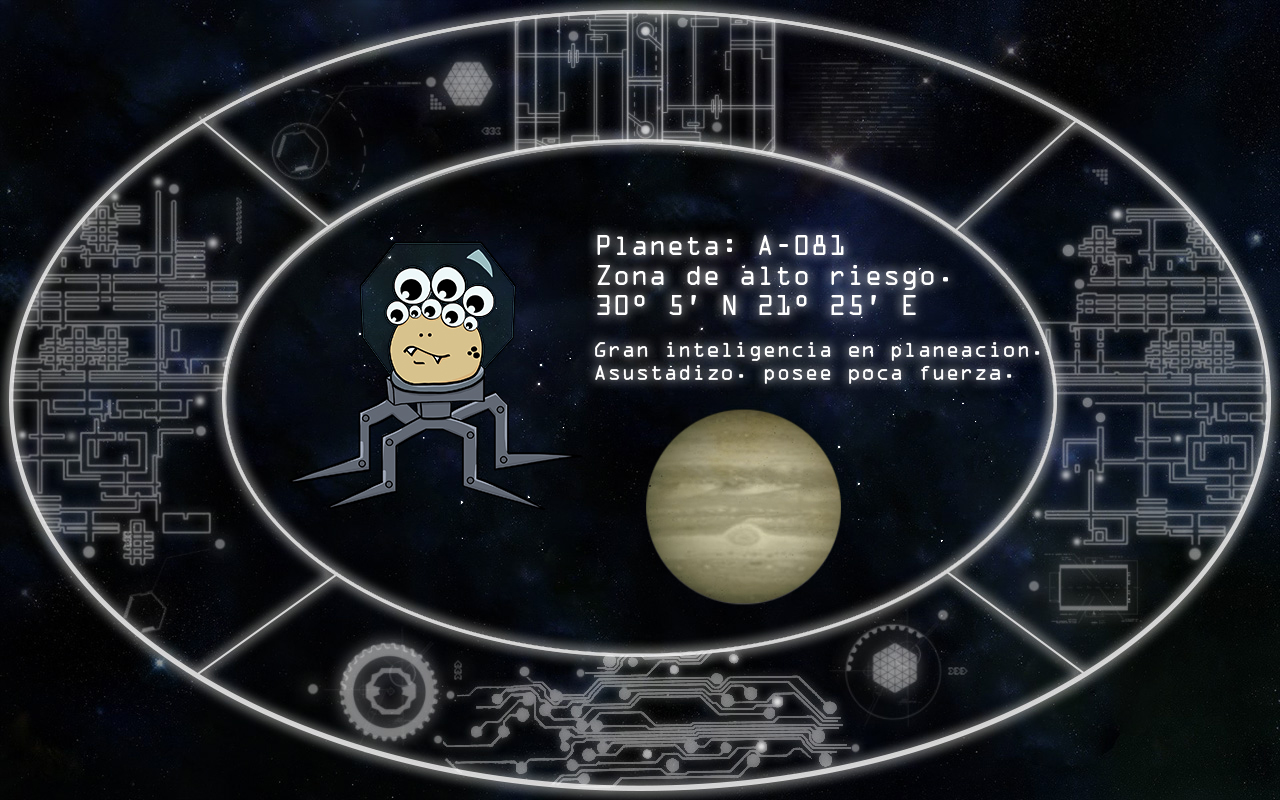 Planeta: A-081
Zona de alto riesgo.
30º 5' N 21º 25' E
Gran inteligencia en planeacion.
Asustadizo. posee poca fuerza.